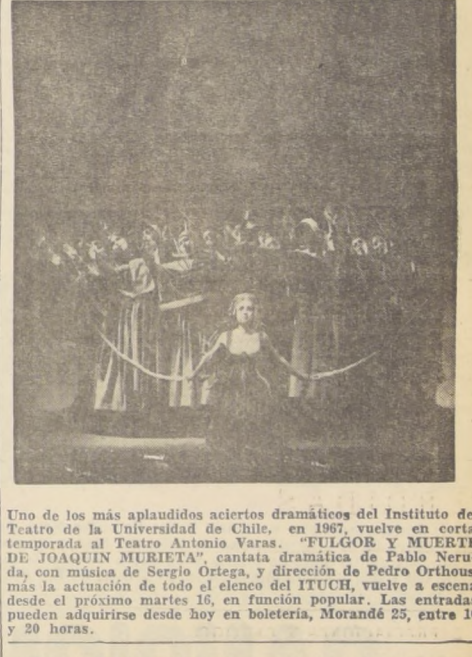 Uno de los más aplaudidos aciertos dramáticos del Instituto de
Teatro de la Universidad de Chile, en 1967, vuelve en corta
temporada al Teatro Antonio Varas. "FULGOR Y MUERTE
DE JOAQUIN MURIETA", cantata dramática de Pablo Neru-
da, con música de Sergio Ortega, y dirección de Pedro Orthous
más la actuación de todo el elenco del ITUCH, vuelve a escena
desde el próximo martes 16, en función popular. Las entradas
pueden adquirirse desde hoy en boletería, Morandé 25, entre
y 20 horas.